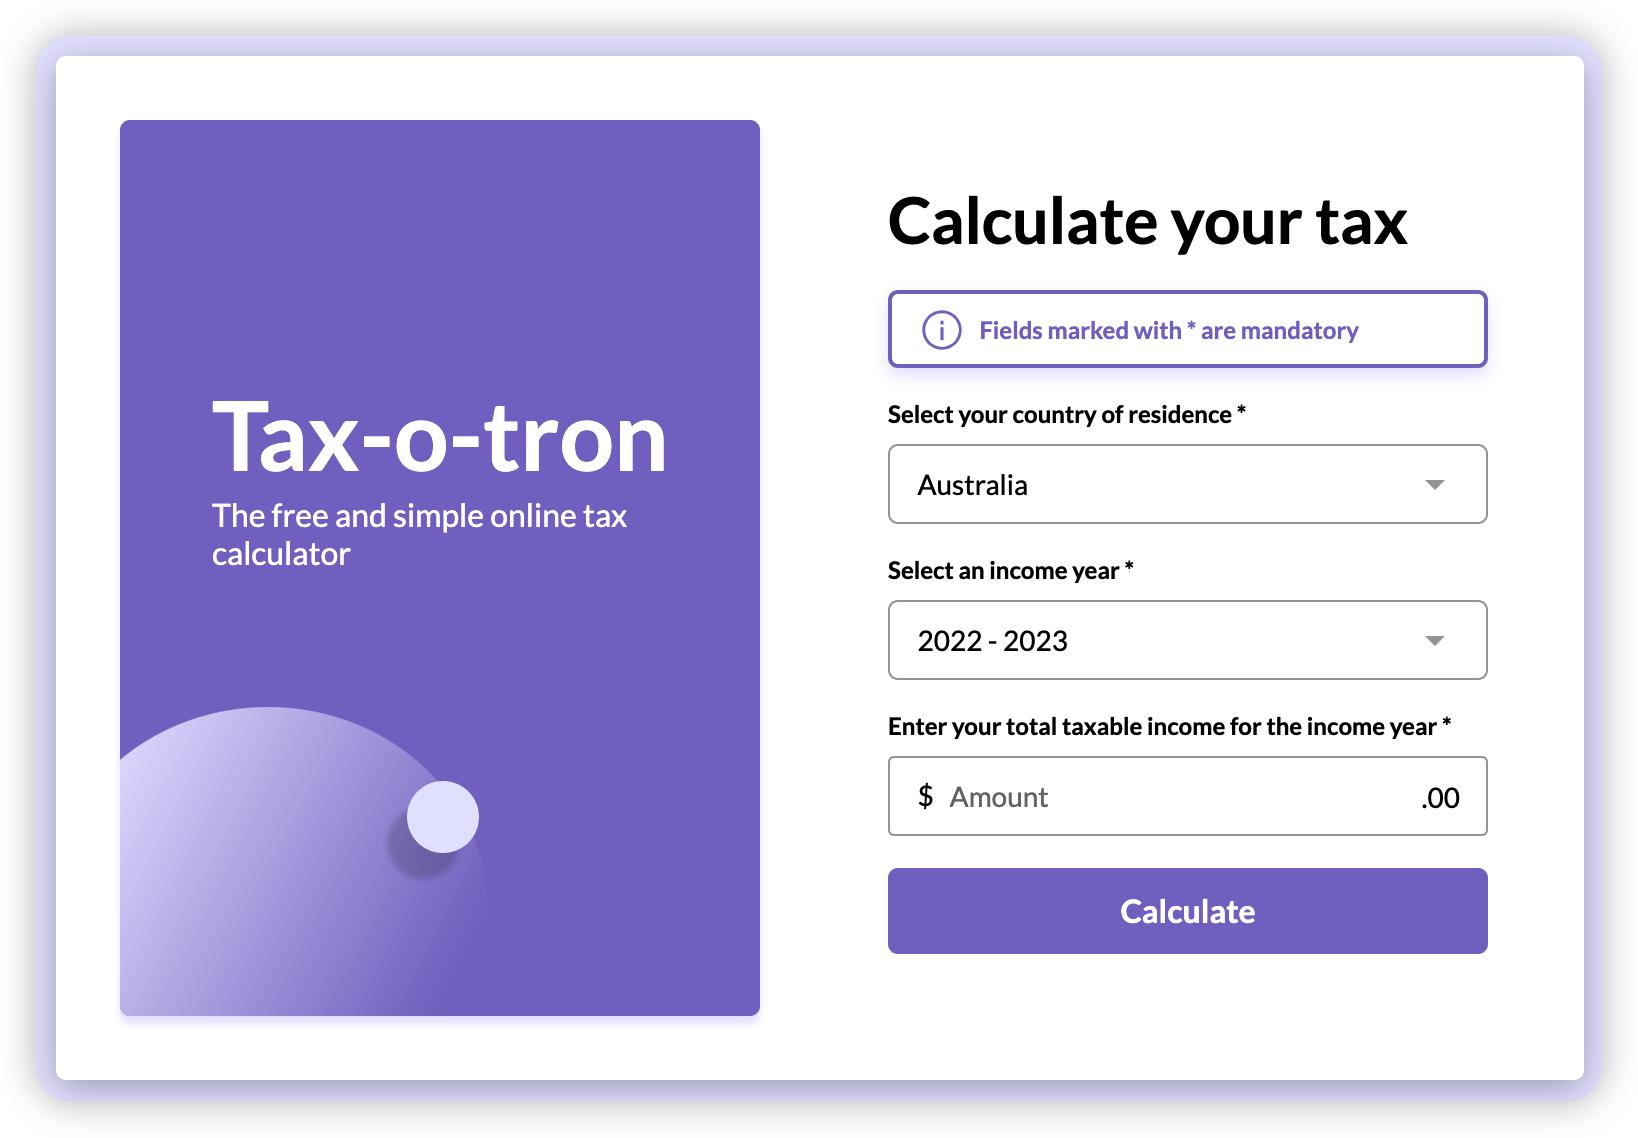 Tax-o-tron
The free and simple online tax
calculator
Calculate your tax
Fields marked with * are mandatory
Select your country of residence *
Australia
Select an income year *
2022 - 2023
Enter your total taxable income for the income year *
$ Amount .00
Calculate